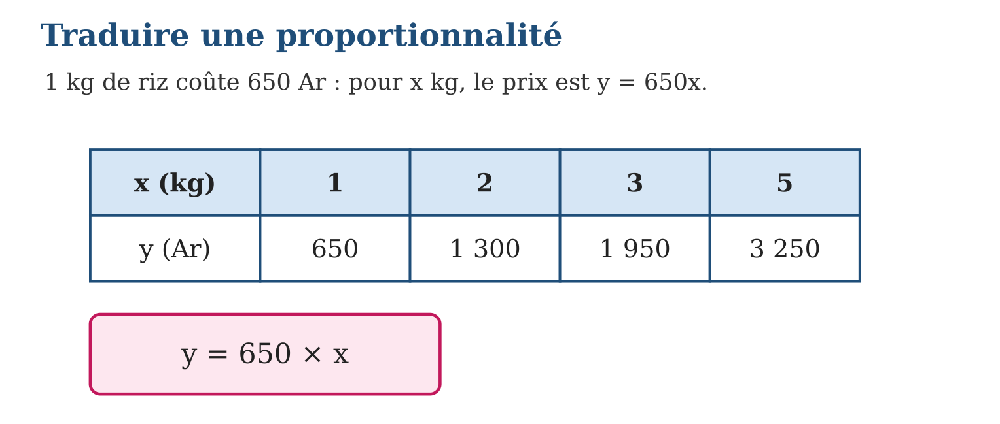 Traduire une proportionnalité
1 kg de riz coûte 650 Ar : pour x kg, le prix est y = 650x.
x (kg) 1 2 3 5
y (Ar) 650 1 300 1 950 3 250
y = 650 × x